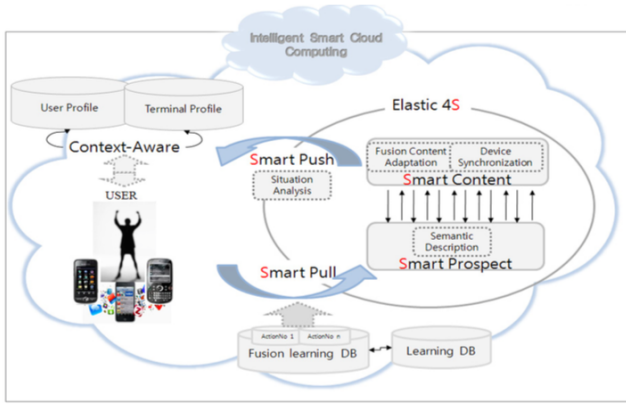 Intelligent Smart Cloud
Computing
User Profile
Terminal Profile
Context-Aware
USER
Elastic 4S
Smart Push
Situation
Analysis
Fusion Content
Adaptation
Device
Synchronization
Smart Content
Semantic
Description
Smart Prospect
Smart Pull
ActionNo 1
ActionNo n
Fusion learning DB
Learning DB